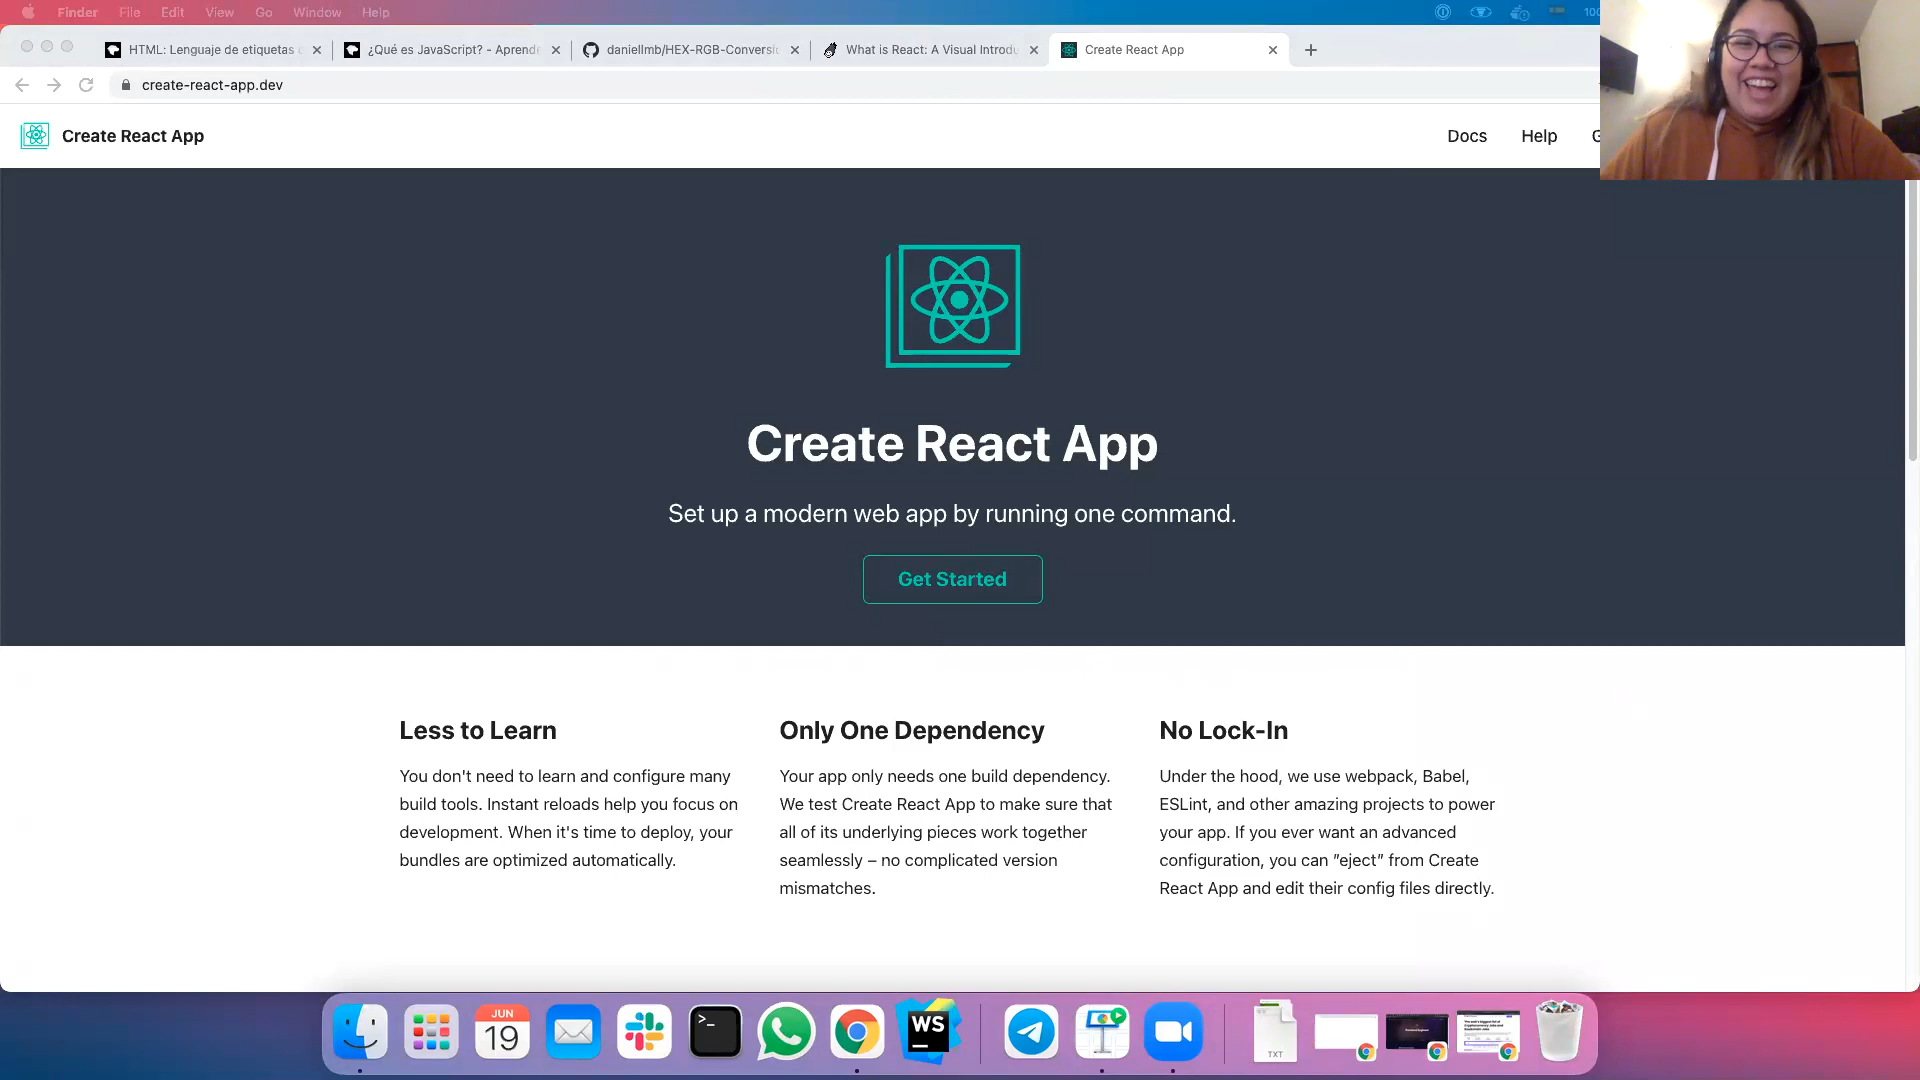 Finder File Edit View Go Window Help
HTML: Lenguaje de etiquetas
¿Qué es JavaScript? - Aprende
daniellmb/HEX-RGB-Conversi
What is React: A Visual Introdu
Create React App
create-react-app.dev
Create React App
Docs Help
Create React App
Set up a modern web app by running one command.
Get Started
Less to Learn
You don't need to learn and configure many
build tools. Instant reloads help you focus on
development. When it's time to deploy, your
bundles are optimized automatically.
Only One Dependency
Your app only needs one build dependency.
We test Create React App to make sure that
all of its underlying pieces work together
seamlessly – no complicated version
mismatches.
No Lock-In
Under the hood, we use webpack, Babel,
ESLint, and other amazing projects to power
your app. If you ever want an advanced
configuration, you can "eject" from Create
React App and edit their config files directly.
JUN
19
WS
TXT